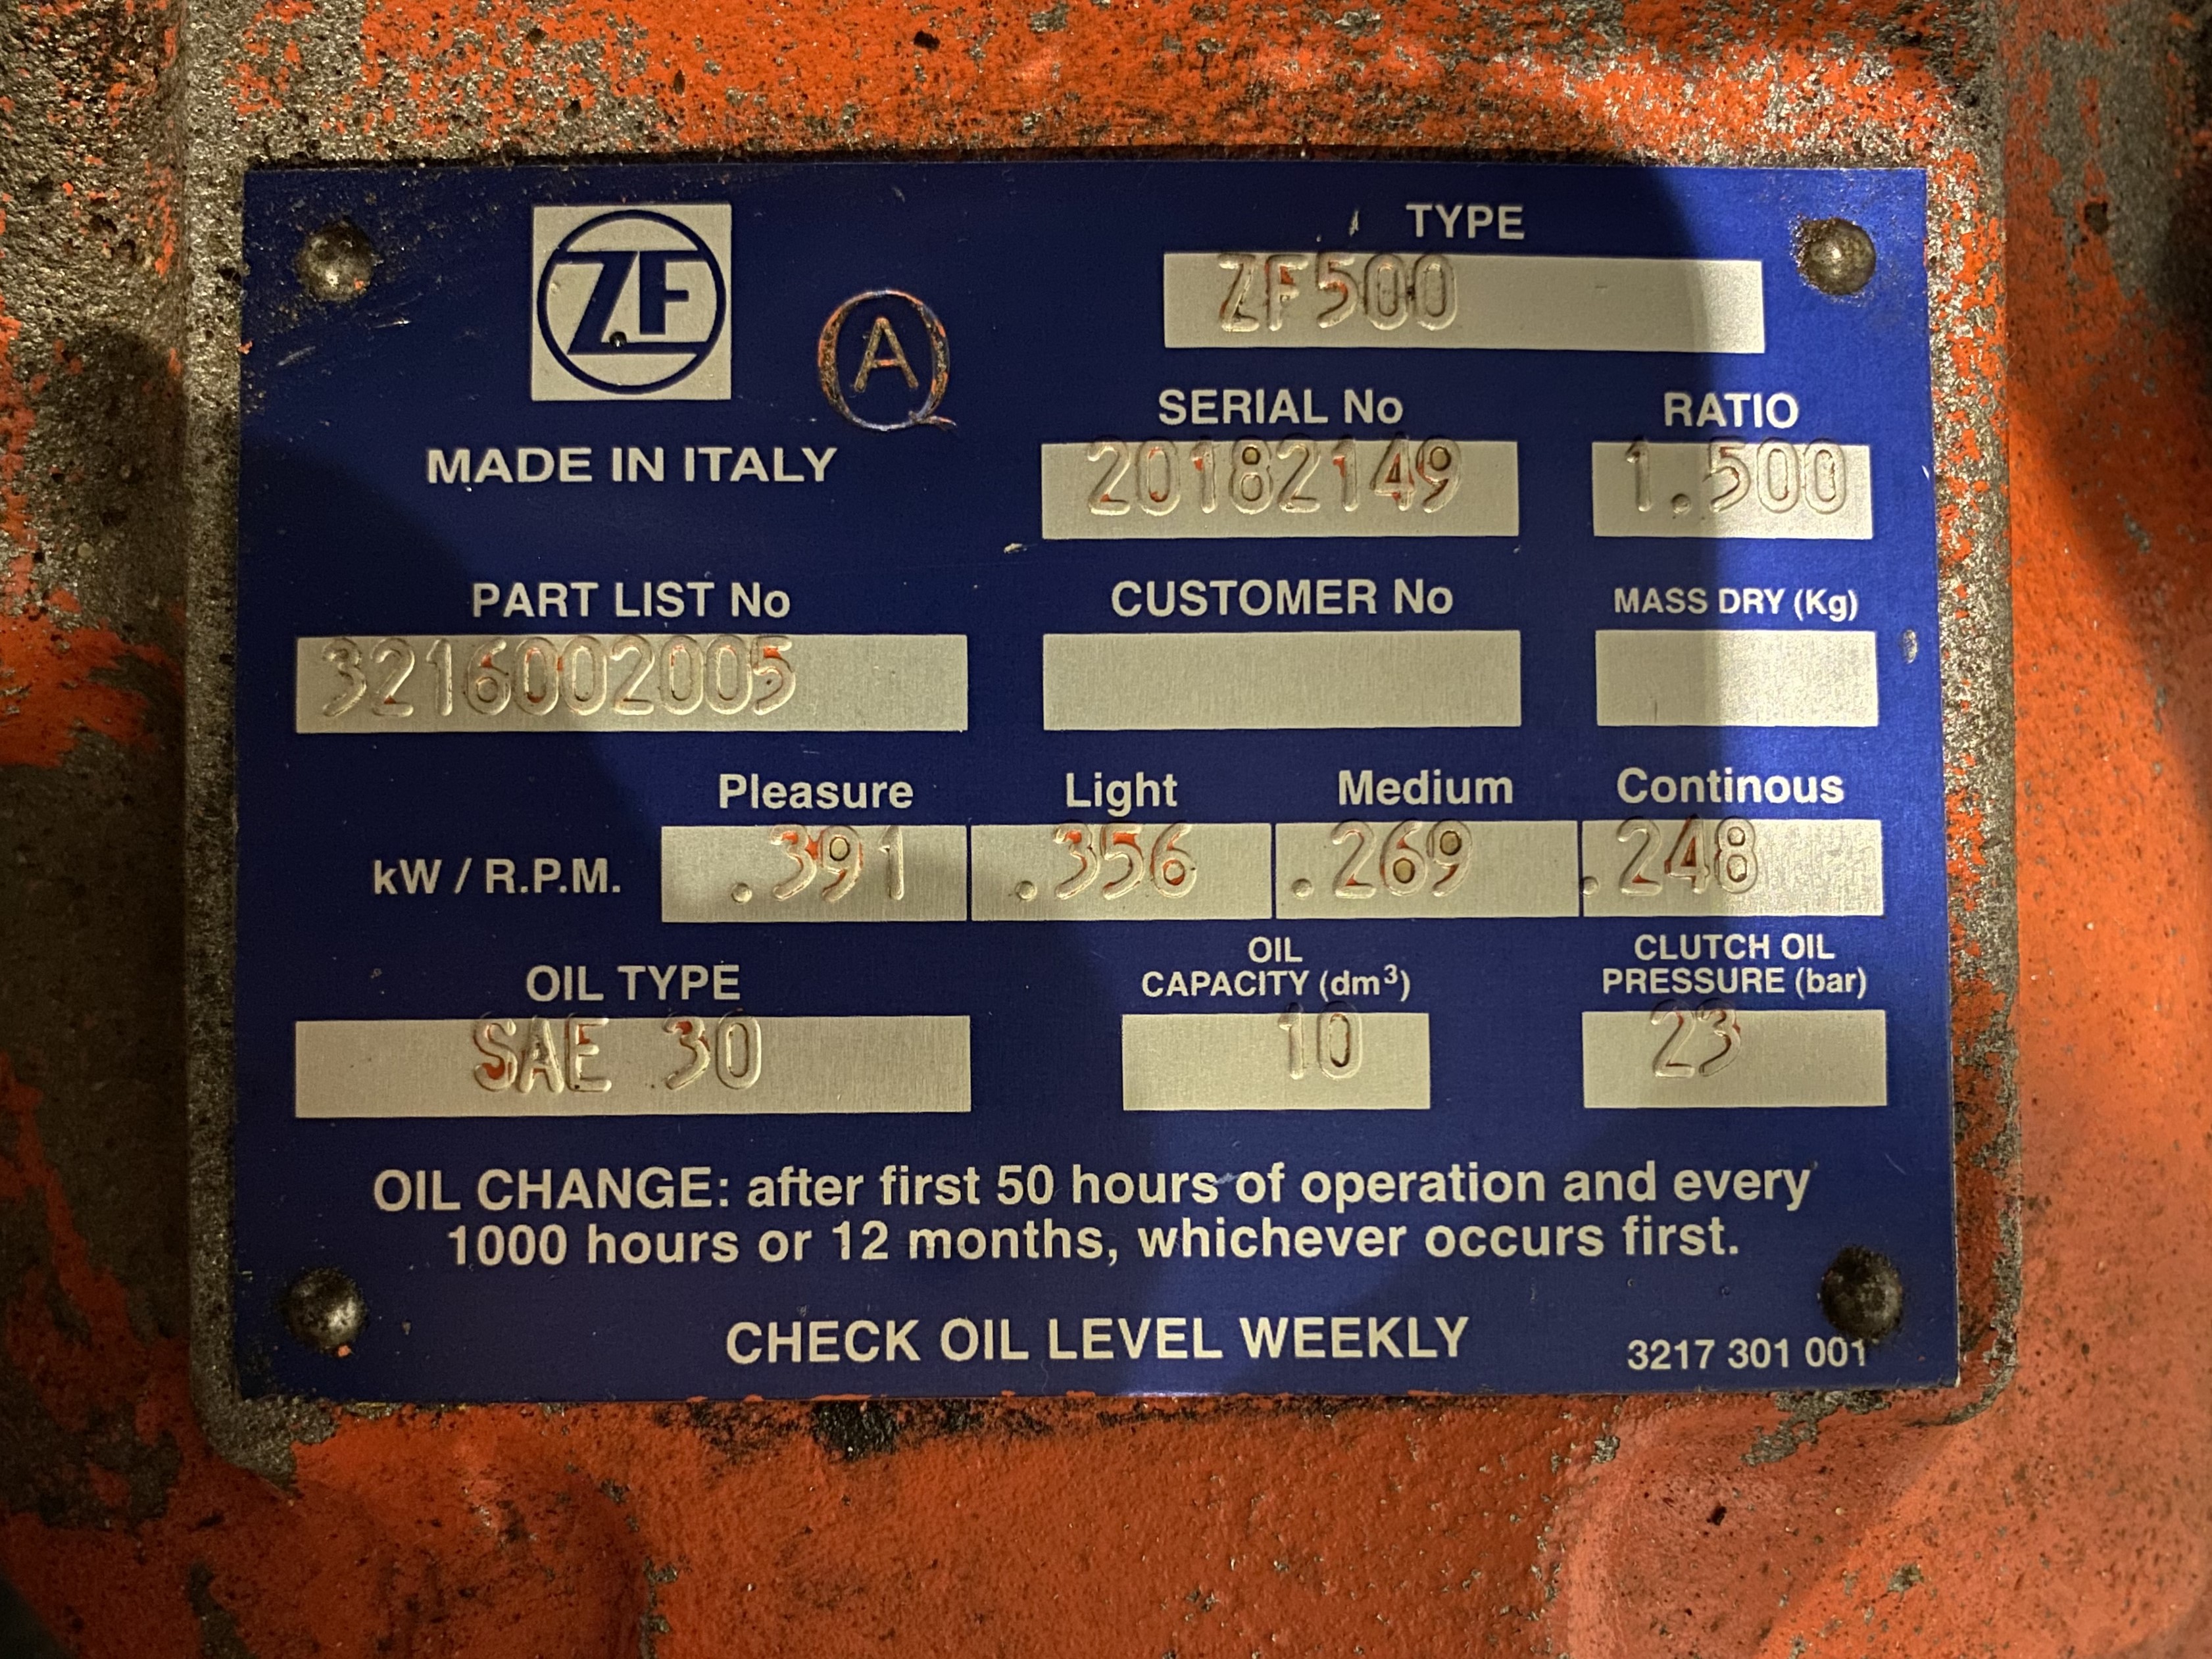 ZF
A
Q
TYPE
ZF500
MADE IN ITALY
SERIAL No
20182149
RATIO
1.500
PART LIST No
3216002005
CUSTOMER No
MASS DRY (Kg)
Pleasure Light Medium Continous
kW / R.P.M. .391 .356 .269 .248
OIL TYPE
SAE 30
OIL
CAPACITY (dm³)
10
CLUTCH OIL
PRESSURE (bar)
23
OIL CHANGE: after first 50 hours of operation and every
1000 hours or 12 months, whichever occurs first.
CHECK OIL LEVEL WEEKLY
3217 301 001